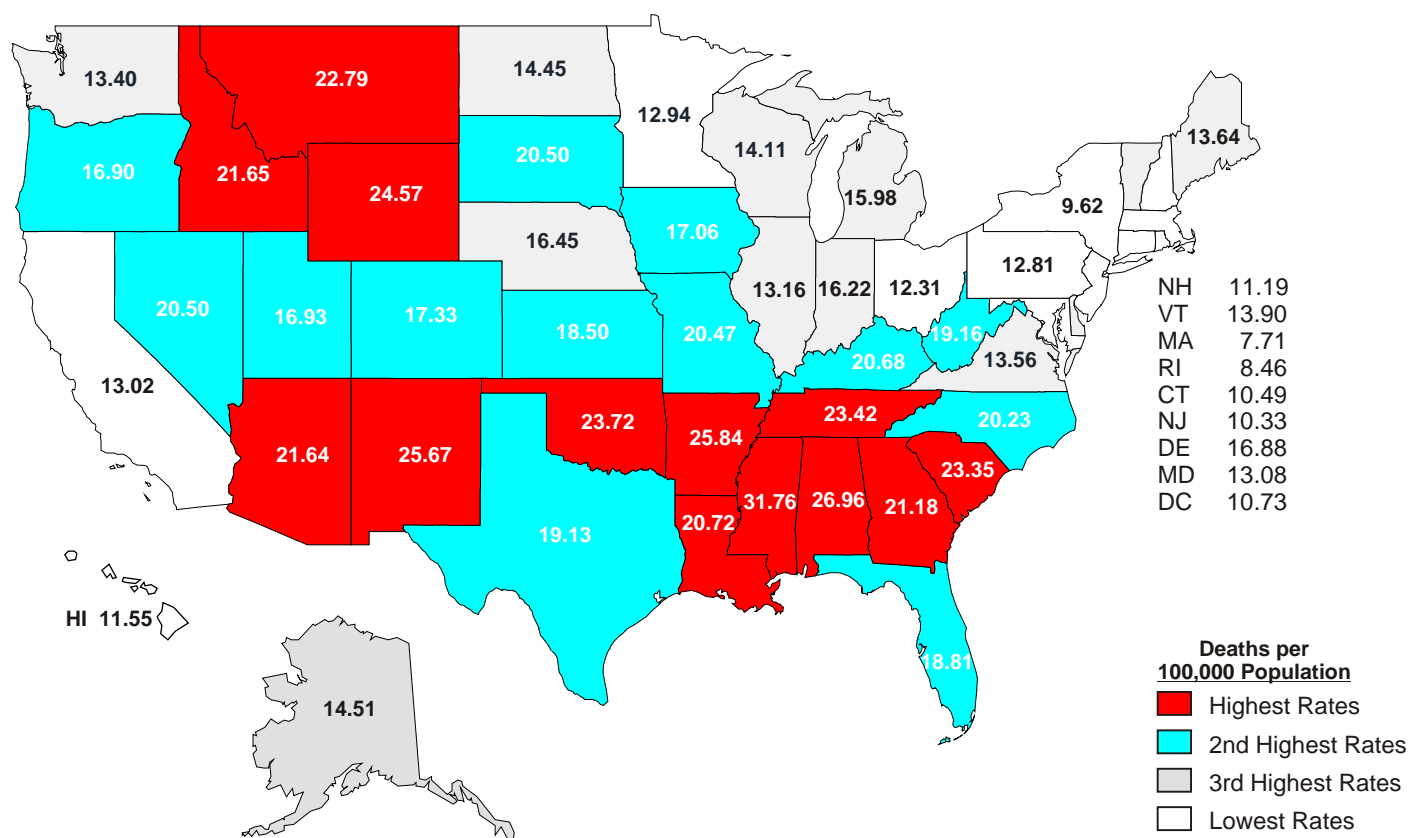 13.40
22.79
14.45
12.94
14.11
15.98
13.64
16.90
21.65
24.57
20.50
17.06
9.62
16.45
12.81
20.50
16.93
17.33
18.50
20.47
13.16
16.22
12.31
19.16
20.68
13.56
13.02
21.64
25.67
23.72
25.84
23.42
20.23
23.35
31.76
26.96
21.18
20.72
19.13
18.81
HI 11.55
14.51
NH 11.19
VT 13.90
MA 7.71
RI 8.46
CT 10.49
NJ 10.33
DE 16.88
MD 13.08
DC 10.73
Deaths per
100,000 Population
Highest Rates
2nd Highest Rates
3rd Highest Rates
Lowest Rates